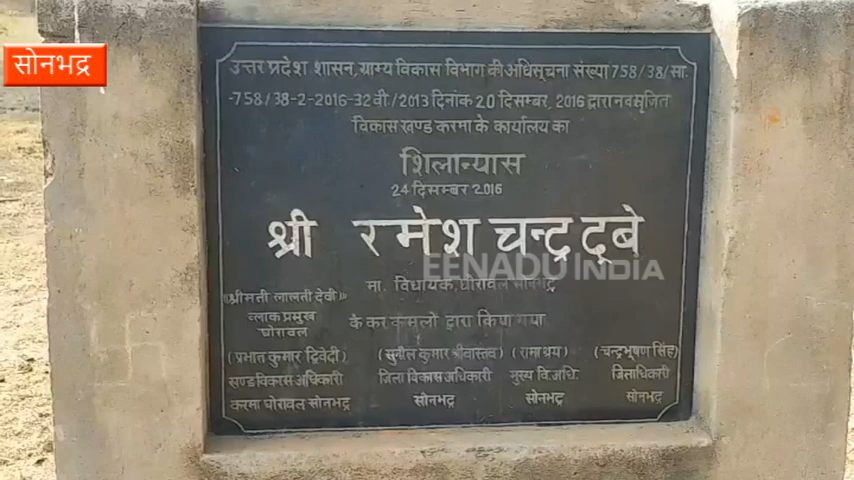 सोनभद्र
उत्तर प्रदेश शासन, ग्राम्य विकास विभाग की अधिसूचना संख्या 758/38/सा.
-758/38-2-2016-32 वी./2013 दिनांक 20 दिसम्बर, 2016 द्वारा नवसृजित
विकास खण्ड करमा के कार्यालय का
शिलान्यास
24 दिसम्बर 2016
श्री रमेश चन्द्र दूबे
EENADU INDIA
मा. विधायक, घोरावल सोनभद्र
श्रीमती लालती देवी
ब्लाक प्रमुख
घोरावल
के कर कमलों द्वारा किया गया
(प्रभात कुमार द्विवेदी) (सुनील कुमार श्रीवास्तव) (रामाश्रय) (चन्द्रभूषण सिंह)
खण्ड विकास अधिकारी जिला विकास अधिकारी मुख्य वि.अधि. जिलाधिकारी
करमा घोरावल सोनभद्र सोनभद्र सोनभद्र सोनभद्र